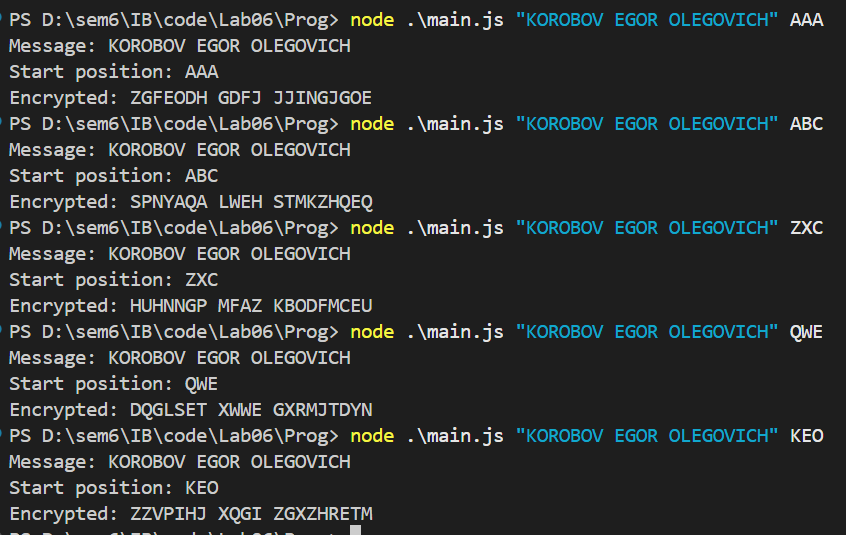 PS D:\sem6\IB\code\Lab06\Prog> node .\main.js "KOROBOV EGOR OLEGOVICH" AAA
Message: KOROBOV EGOR OLEGOVICH
Start position: AAA
Encrypted: ZGFEODH GDFJ JJINGJGOE
PS D:\sem6\IB\code\Lab06\Prog> node .\main.js "KOROBOV EGOR OLEGOVICH" ABC
Message: KOROBOV EGOR OLEGOVICH
Start position: ABC
Encrypted: SPNYAQA LWEH STMKZHQEQ
PS D:\sem6\IB\code\Lab06\Prog> node .\main.js "KOROBOV EGOR OLEGOVICH" ZXC
Message: KOROBOV EGOR OLEGOVICH
Start position: ZXC
Encrypted: HUHNNGP MFAZ KBODFMCEU
PS D:\sem6\IB\code\Lab06\Prog> node .\main.js "KOROBOV EGOR OLEGOVICH" QWE
Message: KOROBOV EGOR OLEGOVICH
Start position: QWE
Encrypted: DQGLSET XWWE GXRMJTDYN
PS D:\sem6\IB\code\Lab06\Prog> node .\main.js "KOROBOV EGOR OLEGOVICH" KEO
Message: KOROBOV EGOR OLEGOVICH
Start position: KEO
Encrypted: ZZVPIHJ XQGI ZGXZHRETM